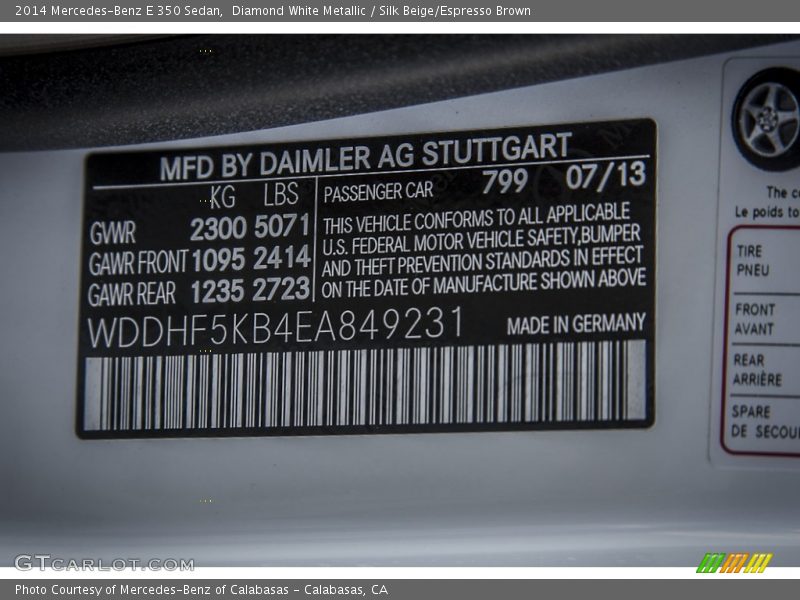 2014 Mercedes-Benz E 350 Sedan,  Diamond White Metallic / Silk Beige/Espresso Brown
MFD BY DAIMLER AG STUTTGART
KG LBS
GWVR 2300 5071
GAWR FRONT 1095 2414
GAWR REAR 1235 2723
PASSENGER CAR 799 07/13
THIS VEHICLE CONFORMS TO ALL APPLICABLE
U.S. FEDERAL MOTOR VEHICLE SAFETY,BUMPER
AND THEFT PREVENTION STANDARDS IN EFFECT
ON THE DATE OF MANUFACTURE SHOWN ABOVE
WDDHF5KB4EA849231 MADE IN GERMANY
The
Le poids to
TIRE
PNEU
FRONT
AVANT
REAR
ARRIÈRE
SPARE
DE SECOU
GTCARLOT.COM
Photo Courtesy of Mercedes-Benz of Calabasas - Calabasas, CA